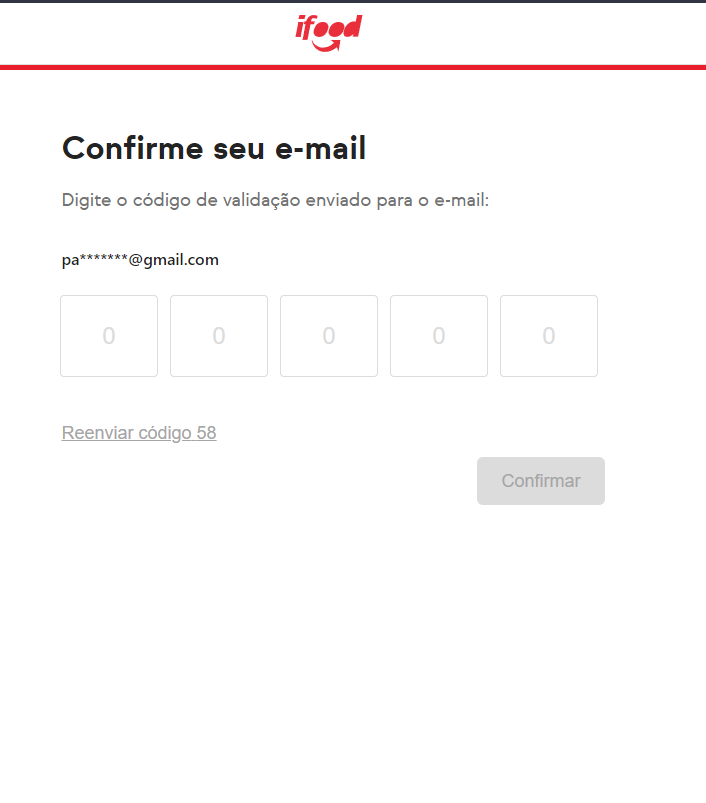 ifood
Confirme seu e-mail
Digite o código de validação enviado para o e-mail:
pa*******@gmail.com
0 0 0 0 0
Reenviar código 58
Confirmar